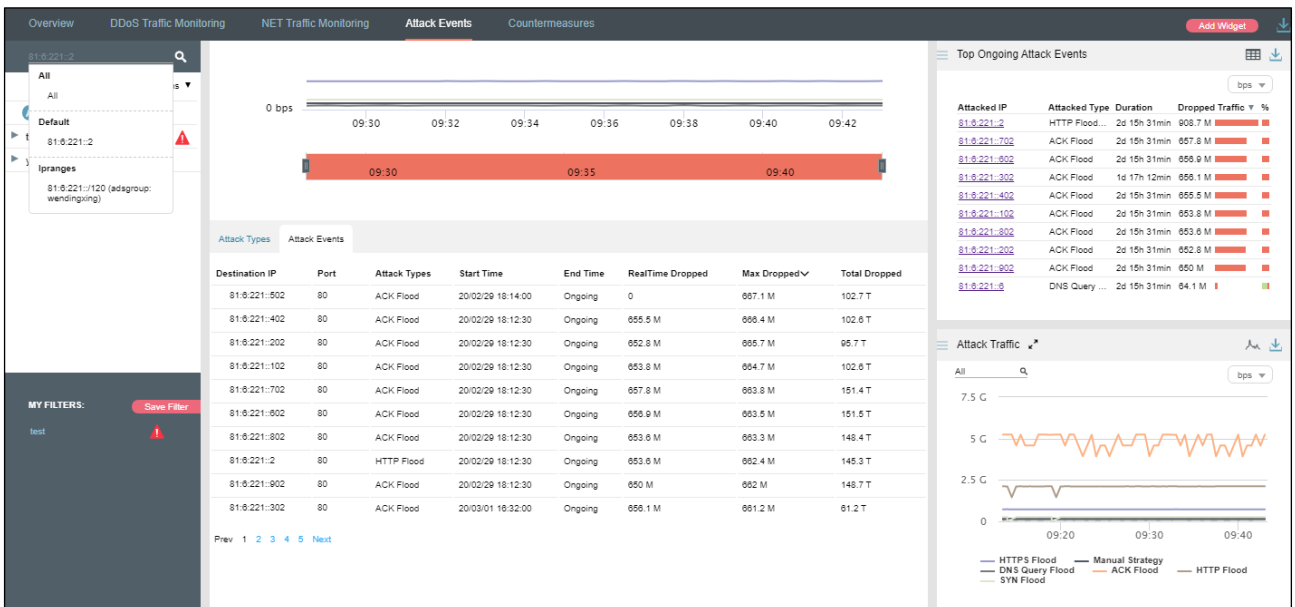 Overview DDoS Traffic Monitoring NET Traffic Monitoring Attack Events Countermeasures Add Widget
81:6:221::2
All
All
Default
81:6:221::2
Ipranges
81:6:221::/120 (adsgroup:
wendingxing)
MY FILTERS: Save Filter
test
0 bps
09:30 09:32 09:34 09:36 09:38 09:40 09:42
09:30 09:35 09:40
Attack Types Attack Events
Destination IP Port Attack Types Start Time End Time RealTime Dropped Max Dropped Total Dropped
81:6:221::502 80 ACK Flood 20/02/29 18:14:00 Ongoing 0 667.1 M 102.7 T
81:6:221::402 80 ACK Flood 20/02/29 18:12:30 Ongoing 655.5 M 666.4 M 102.6 T
81:6:221::202 80 ACK Flood 20/02/29 18:12:30 Ongoing 652.8 M 665.7 M 95.7 T
81:6:221::102 80 ACK Flood 20/02/29 18:12:30 Ongoing 653.8 M 664.7 M 102.6 T
81:6:221::702 80 ACK Flood 20/02/29 18:12:30 Ongoing 657.8 M 663.8 M 151.4 T
81:6:221::602 80 ACK Flood 20/02/29 18:12:30 Ongoing 656.9 M 663.5 M 151.5 T
81:6:221::802 80 ACK Flood 20/02/29 18:12:30 Ongoing 653.6 M 663.3 M 148.4 T
81:6:221::2 80 HTTP Flood 20/02/29 18:12:30 Ongoing 653.6 M 662.4 M 145.3 T
81:6:221::902 80 ACK Flood 20/02/29 18:12:30 Ongoing 650 M 662 M 148.7 T
81:6:221::302 80 ACK Flood 20/03/01 16:32:00 Ongoing 656.1 M 661.2 M 61.2 T
Prev 1 2 3 4 5 Next
Top Ongoing Attack Events
bps
Attacked IP Attacked Type Duration Dropped Traffic %
81:6:221::2 HTTP Flood... 2d 15h 31min 908.7 M
81:6:221::702 ACK Flood 2d 15h 31min 657.8 M
81:6:221::602 ACK Flood 2d 15h 31min 656.9 M
81:6:221::302 ACK Flood 1d 17h 12min 656.1 M
81:6:221::402 ACK Flood 2d 15h 31min 655.5 M
81:6:221::102 ACK Flood 2d 15h 31min 653.8 M
81:6:221::802 ACK Flood 2d 15h 31min 653.6 M
81:6:221::202 ACK Flood 2d 15h 31min 652.8 M
81:6:221::902 ACK Flood 2d 15h 31min 650 M
81:6:221::6 DNS Query ... 2d 15h 31min 64.1 M
Attack Traffic
All bps
7.5 G
5 G
2.5 G
0
09:20 09:30 09:40
HTTPS Flood Manual Strategy
DNS Query Flood ACK Flood HTTP Flood
SYN Flood